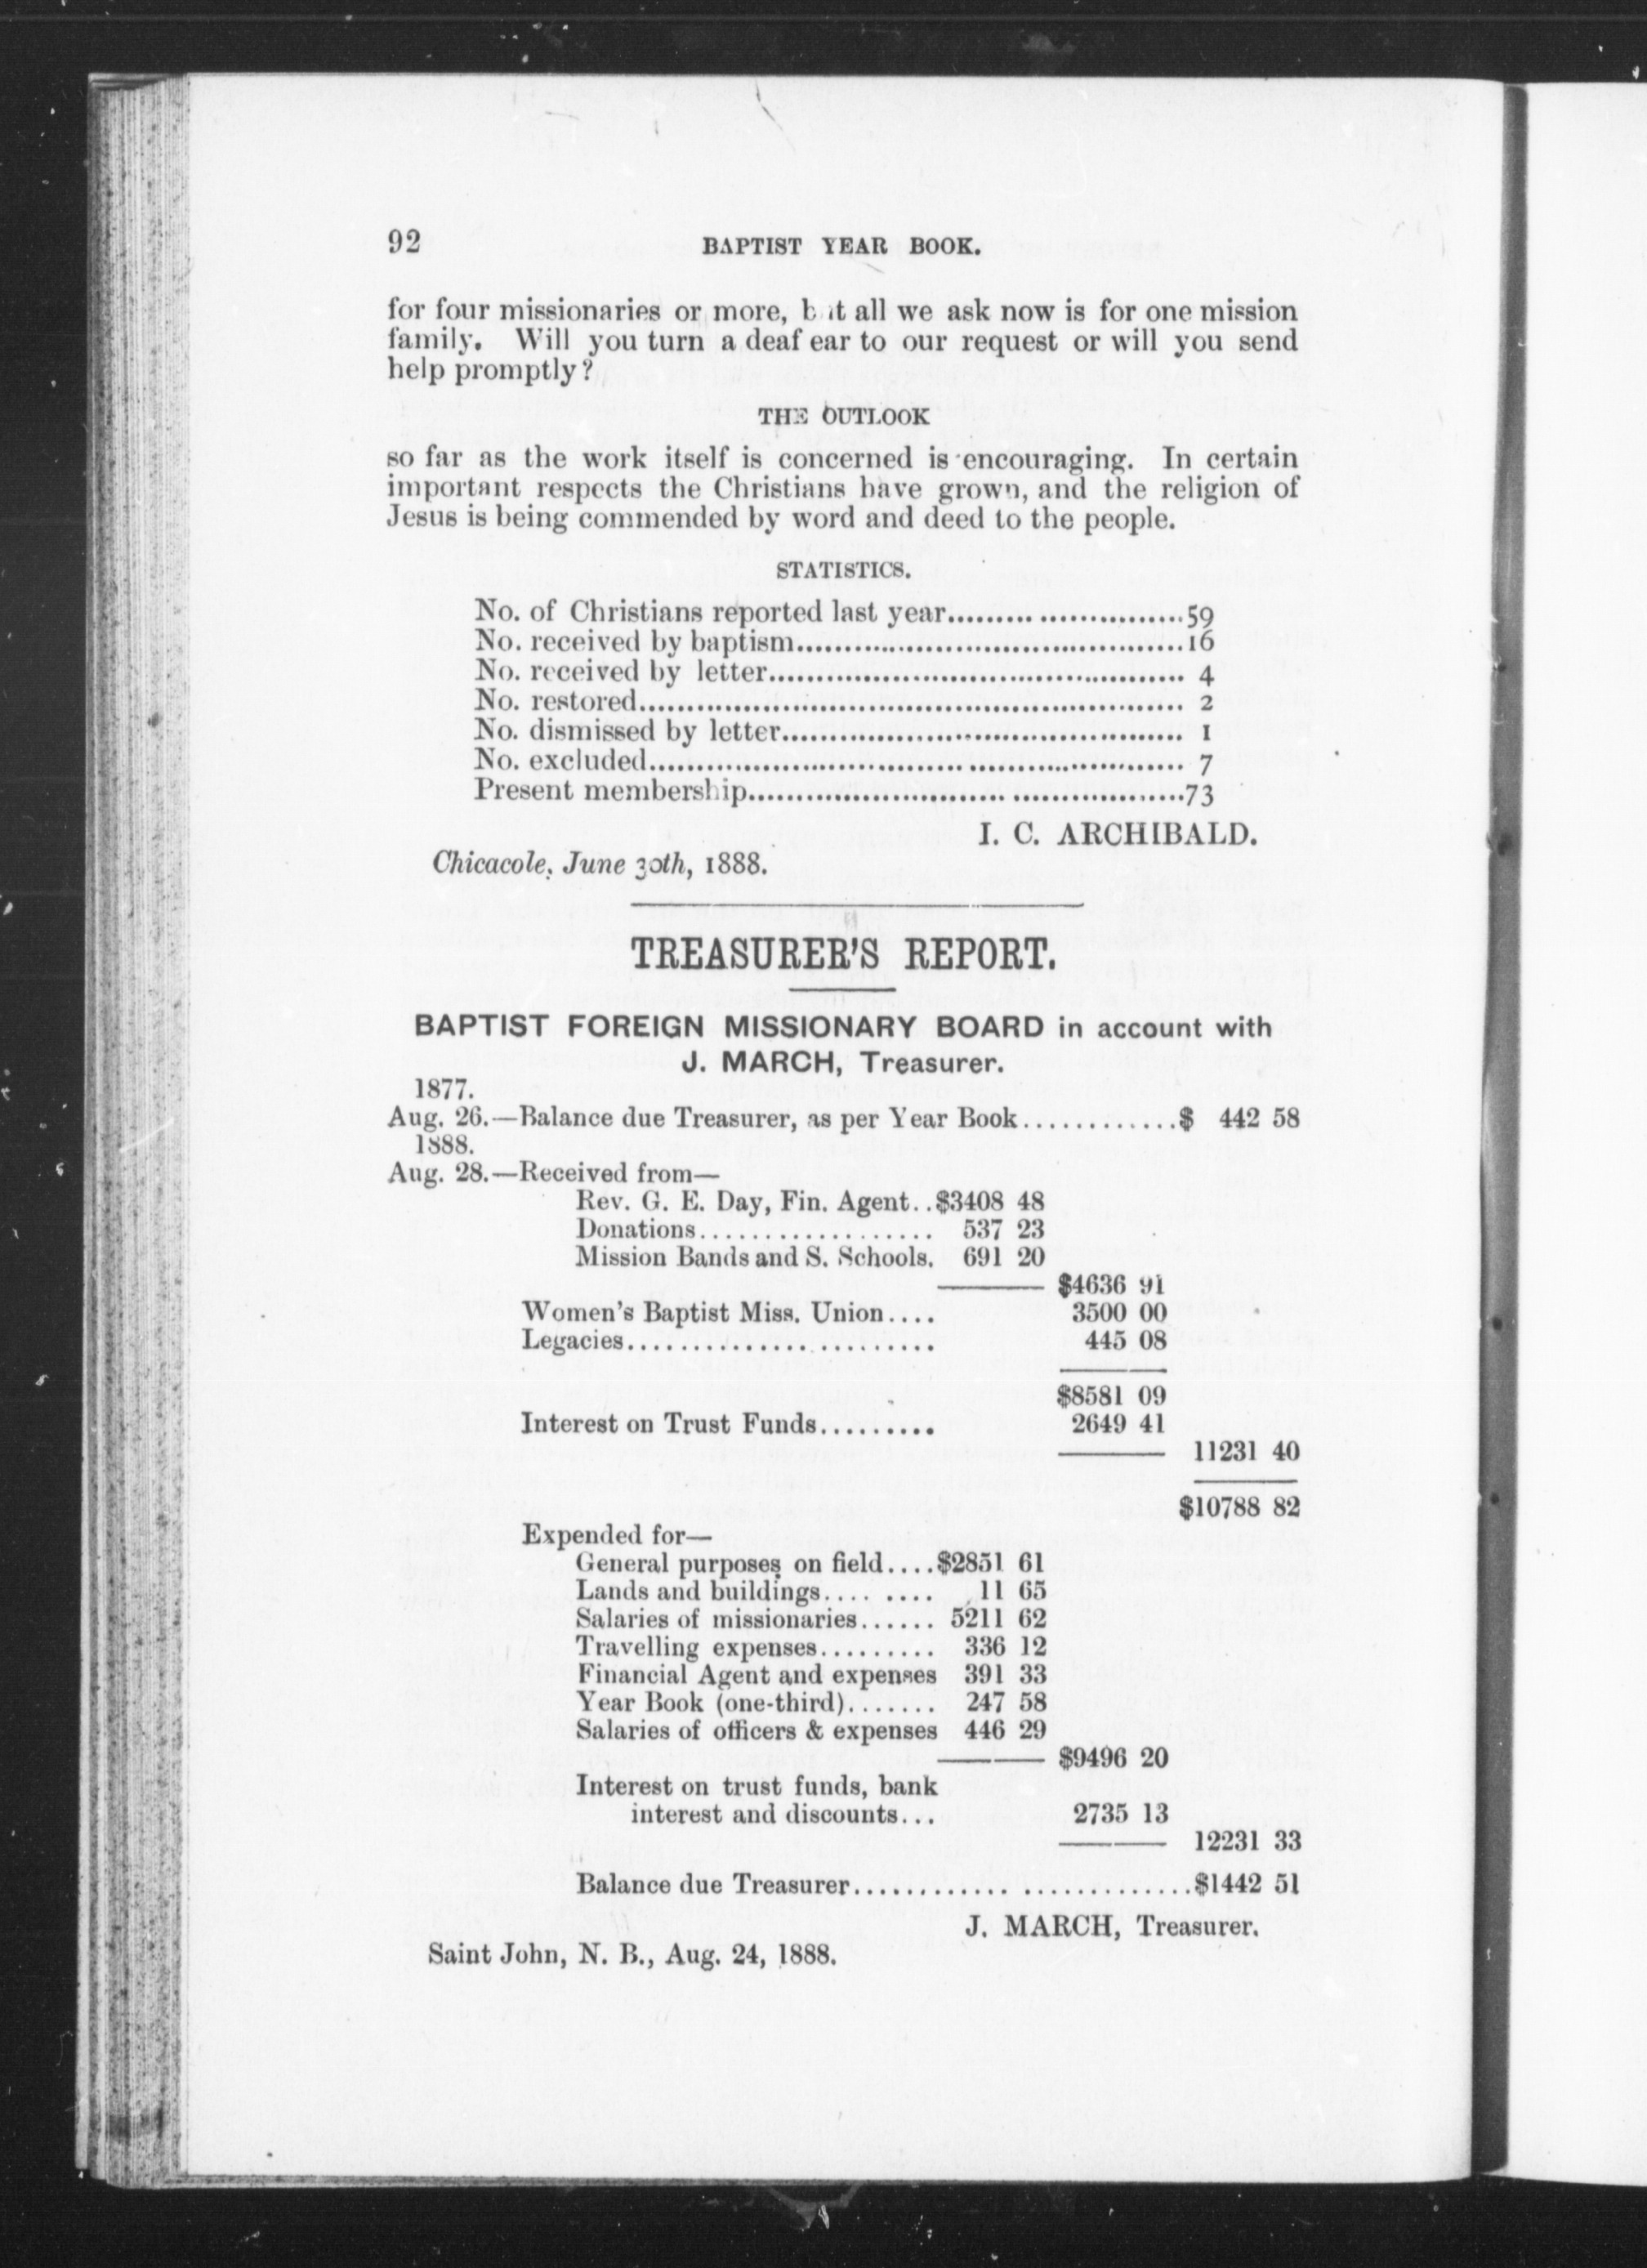 92 BAPTIST YEAR BOOK.
for four missionaries or more, b it all we ask now is for one mission
family. Will you turn a deaf ear to our request or will you send
help promptly?
THE OUTLOOK
so far as the work itself is concerned is encouraging. In certain
important respects the Christians have grown, and the religion of
Jesus is being commended by word and deed to the people.
STATISTICS.
No. of Christians reported last year............................59
No. received by baptism............................16
No. received by letter............................ 4
No. restored............................ 2
No. dismissed by letter............................ 1
No. excluded............................ 7
Present membership............................73
I. C. ARCHIBALD.
Chicacole, June 30th, 1888.
TREASURER'S REPORT.
BAPTIST FOREIGN MISSIONARY BOARD in account with
J. MARCH, Treasurer.
1877.
Aug. 26.—Balance due Treasurer, as per Year Book............$ 442 58
1888.
Aug. 28.—Received from—
Rev. G. E. Day, Fin. Agent..$3408 48
Donations.................. 537 23
Mission Bands and S. Schools. 691 20
$4636 91
Women's Baptist Miss. Union.... 3500 00
Legacies....................... 445 08
$8581 09
Interest on Trust Funds......... 2649 41
11231 40
$10788 82
Expended for—
General purposes on field....$2851 61
Lands and buildings.... .... 11 65
Salaries of missionaries...... 5211 62
Travelling expenses......... 336 12
Financial Agent and expenses 391 33
Year Book (one-third)....... 247 58
Salaries of officers & expenses 446 29
$9496 20
Interest on trust funds, bank
interest and discounts... 2735 13
12231 33
Balance due Treasurer............ .............$1442 51
J. MARCH, Treasurer.
Saint John, N. B., Aug. 24, 1888.